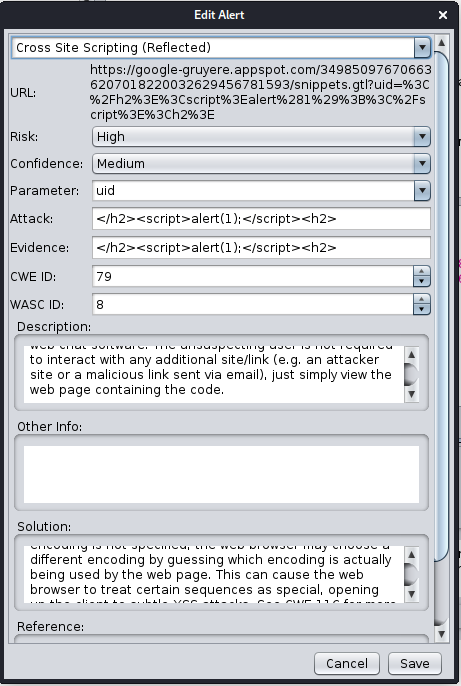 Edit Alert
Cross Site Scripting (Reflected)
URL:
https://google-gruyere.appspot.com/34985097670663
6207018220032629456781593/snippets.gtl?uid=%3C
%2Fh2%3E%3Cscript%3Ealert%281%29%3B%3C%2Fs
cript%3E%3Ch2%3E
Risk: High
Confidence: Medium
Parameter: uid
Attack: </h2><script>alert(1);</script><h2>
Evidence: </h2><script>alert(1);</script><h2>
CWE ID: 79
WASC ID: 8
Description:
web chat software. The unsuspecting user is not required
to interact with any additional site/link (e.g. an attacker
site or a malicious link sent via email), just simply view the
web page containing the code.
Other Info:
Solution:
encoding is not specified, the web browser may choose a
different encoding by guessing which encoding is actually
being used by the web page. This can cause the web
browser to treat certain sequences as special, opening
up the client to subtle XSS attacks. See CWE-116 for more
Reference:
Cancel Save